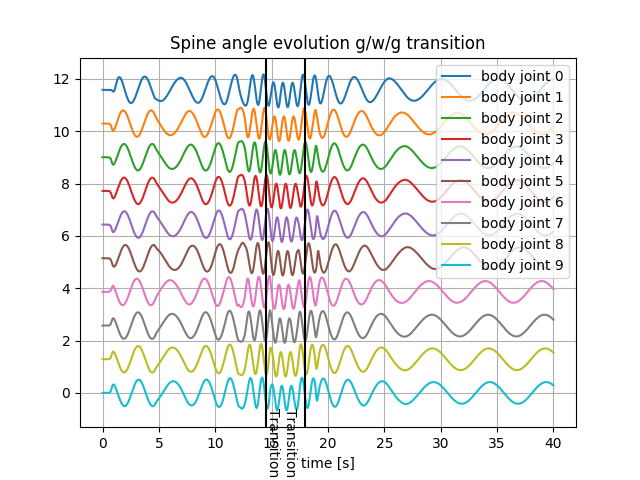 Spine angle evolution g/w/g transition
12
10
8
6
4
2
0
body joint 0
body joint 1
body joint 2
body joint 3
body joint 4
body joint 5
body joint 6
body joint 7
body joint 8
body joint 9
0 5 10 15 20 25 30 35 40
Transition
Transition
time [s]